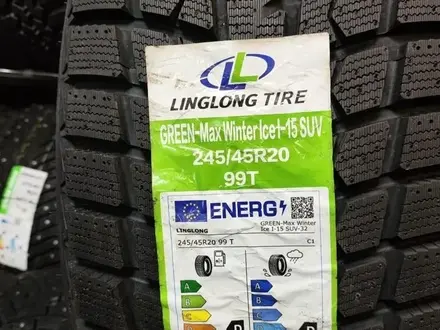 LINGLONG TIRE
GREEN-Max Winter Ice I-15 SUV
245/45R20
99T
ENERG
LINGLONG
GREEN-Max Winter
Ice I-15 SUV-32
245/45R20 99 T
C1
A
A
B
B
C
C
D